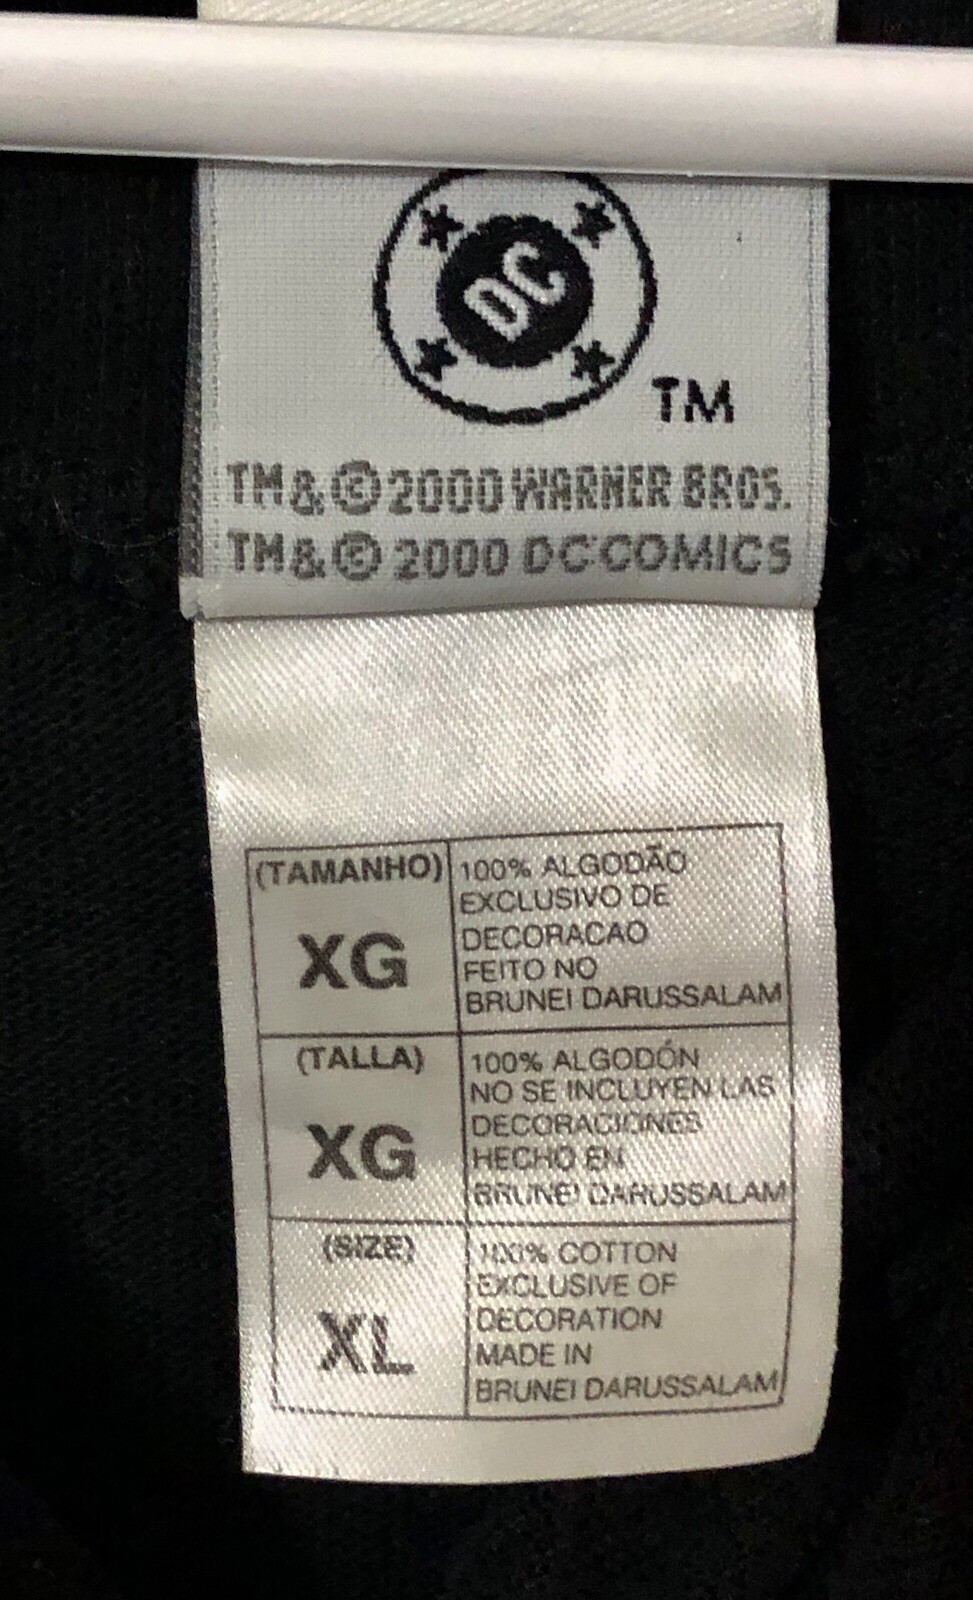 DC
TM
TM & © 2000 WARNER BROS.
TM & © 2000 DC COMICS
(TAMANHO)
XG
100% ALGODÃO
EXCLUSIVO DE
DECORACAO
FEITO NO
BRUNEI DARUSSALAM
(TALLA)
XG
100% ALGODÓN
NO SE INCLUYEN LAS
DECORACIONES
HECHO EN
BRUNEI DARUSSALAM
(SIZE)
XL
100% COTTON
EXCLUSIVE OF
DECORATION
MADE IN
BRUNEI DARUSSALAM